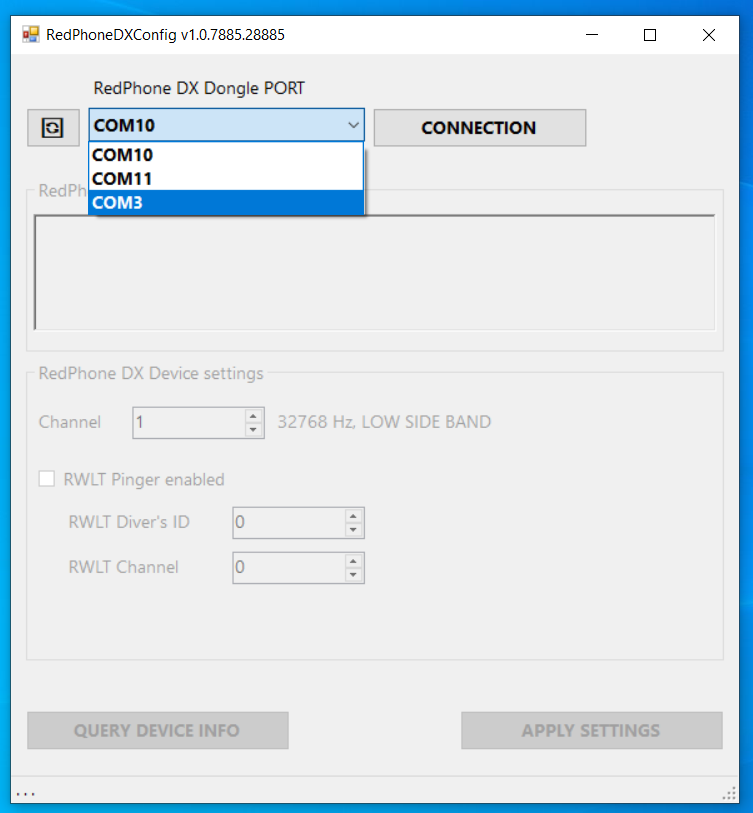 RedPhoneDXConfig v1.0.7885.28885
RedPhone DX Dongle PORT
COM10
CONNECTION
COM10
COM11
COM3
RedPh
RedPhone DX Device settings
Channel 1 32768 Hz, LOW SIDE BAND
RWLT Pinger enabled
RWLT Diver's ID 0
RWLT Channel 0
QUERY DEVICE INFO APPLY SETTINGS
...